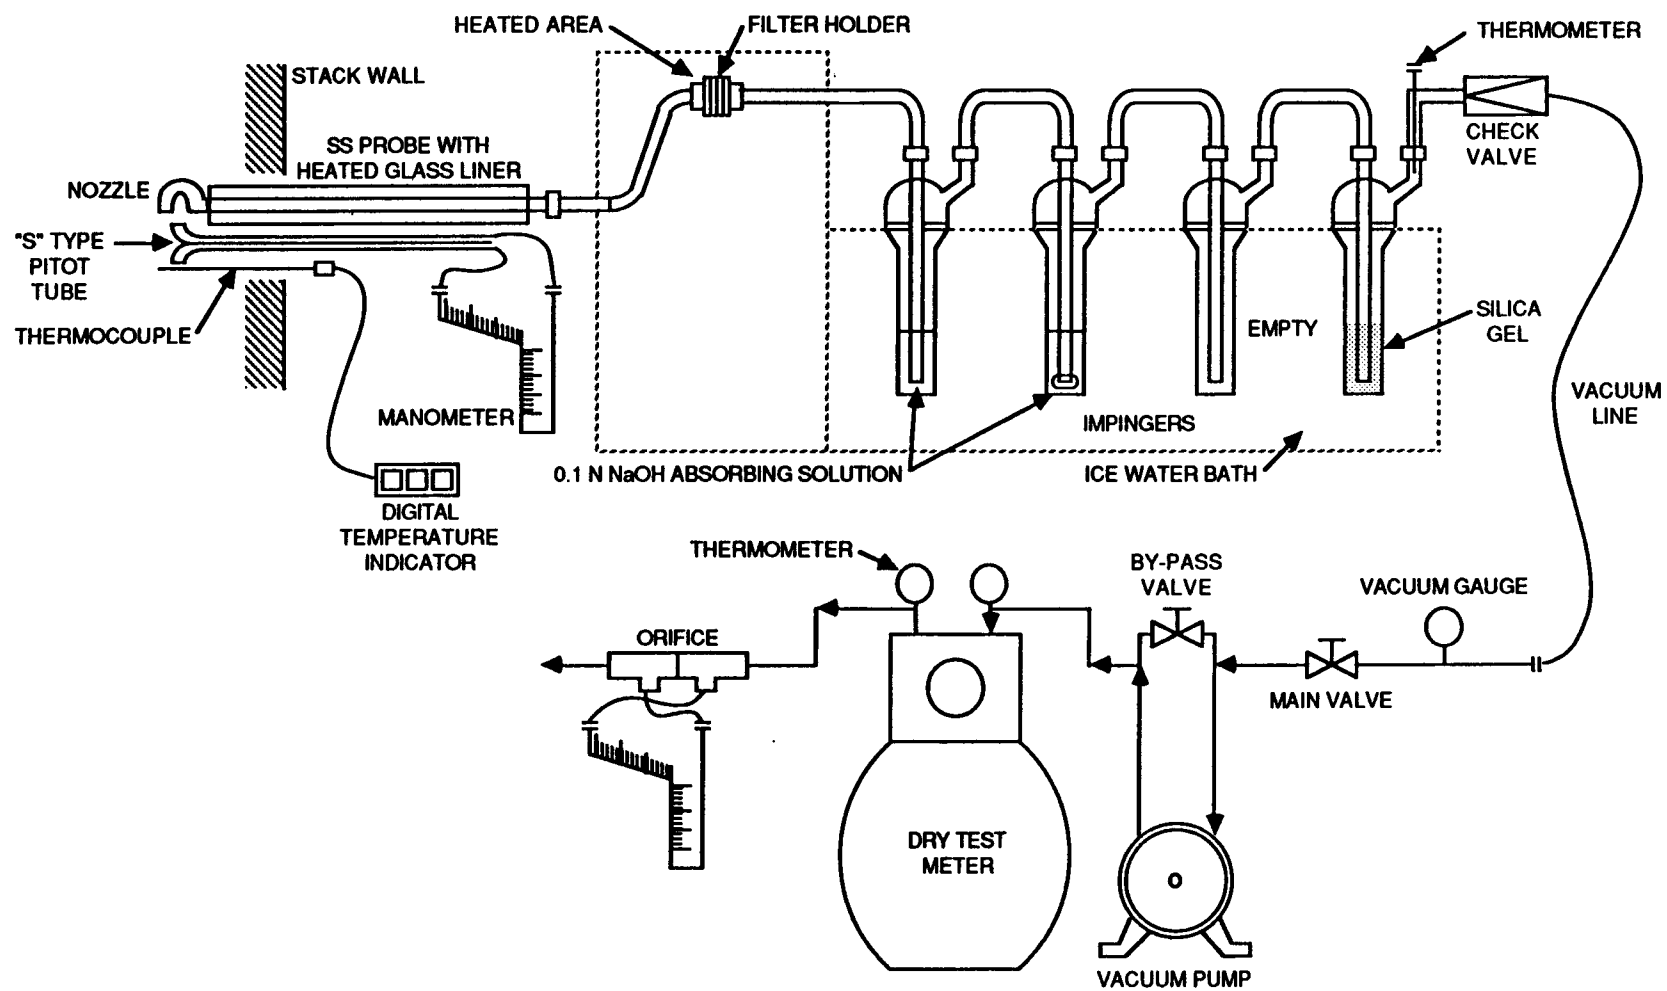 HEATED AREA
FILTER HOLDER
THERMOMETER
STACK WALL
CHECK
VALVE
SS PROBE WITH
HEATED GLASS LINER
NOZZLE
"S" TYPE
PITOT
TUBE
THERMOCOUPLE
SILICA
GEL
EMPTY
VACUUM
LINE
MANOMETER
IMPINGERS
0.1 N NaOH ABSORBING SOLUTION
ICE WATER BATH
DIGITAL
TEMPERATURE
INDICATOR
THERMOMETER
BY-PASS
VALVE
VACUUM GAUGE
ORIFICE
MAIN VALVE
DRY TEST
METER
VACUUM PUMP